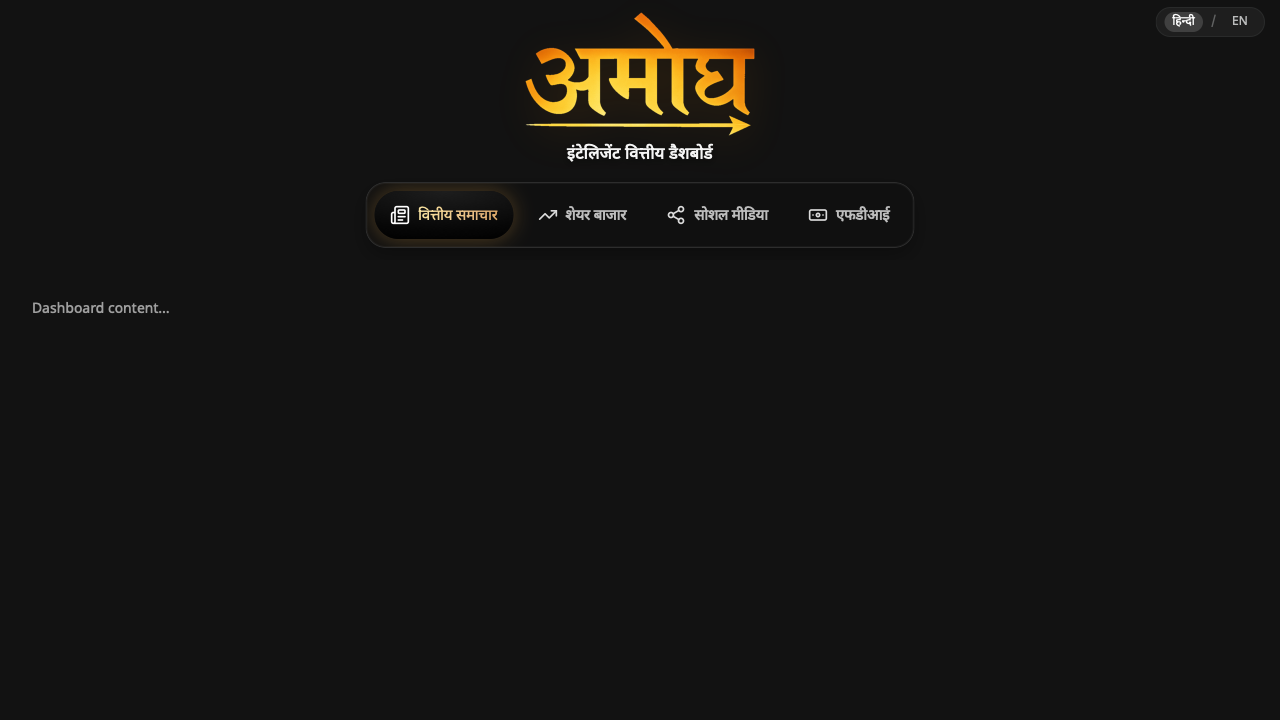 हिन्दी / EN
अमोघ
इंटेलिजेंट वित्तीय डैशबोर्ड
वित्तीय समाचार शेयर बाजार सोशल मीडिया एफडीआई
Dashboard content...